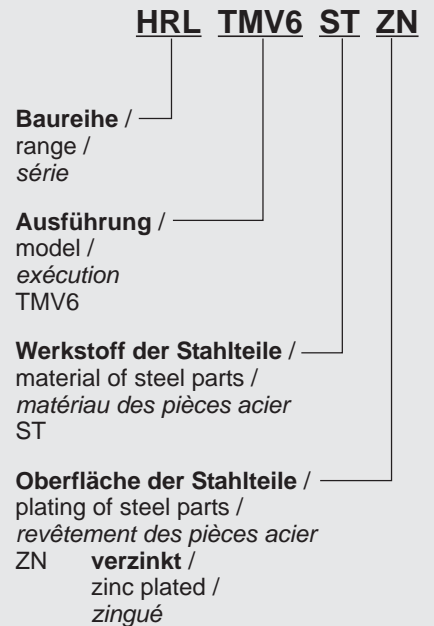 HRL TMV6 ST ZN
Baureihe /
range /
série
Ausführung /
model /
exécution
TMV6
Werkstoff der Stahlteile /
material of steel parts /
matériau des pièces acier
ST
Oberfläche der Stahlteile /
plating of steel parts /
revêtement des pièces acier
ZN verzinkt /
zinc plated /
zingué